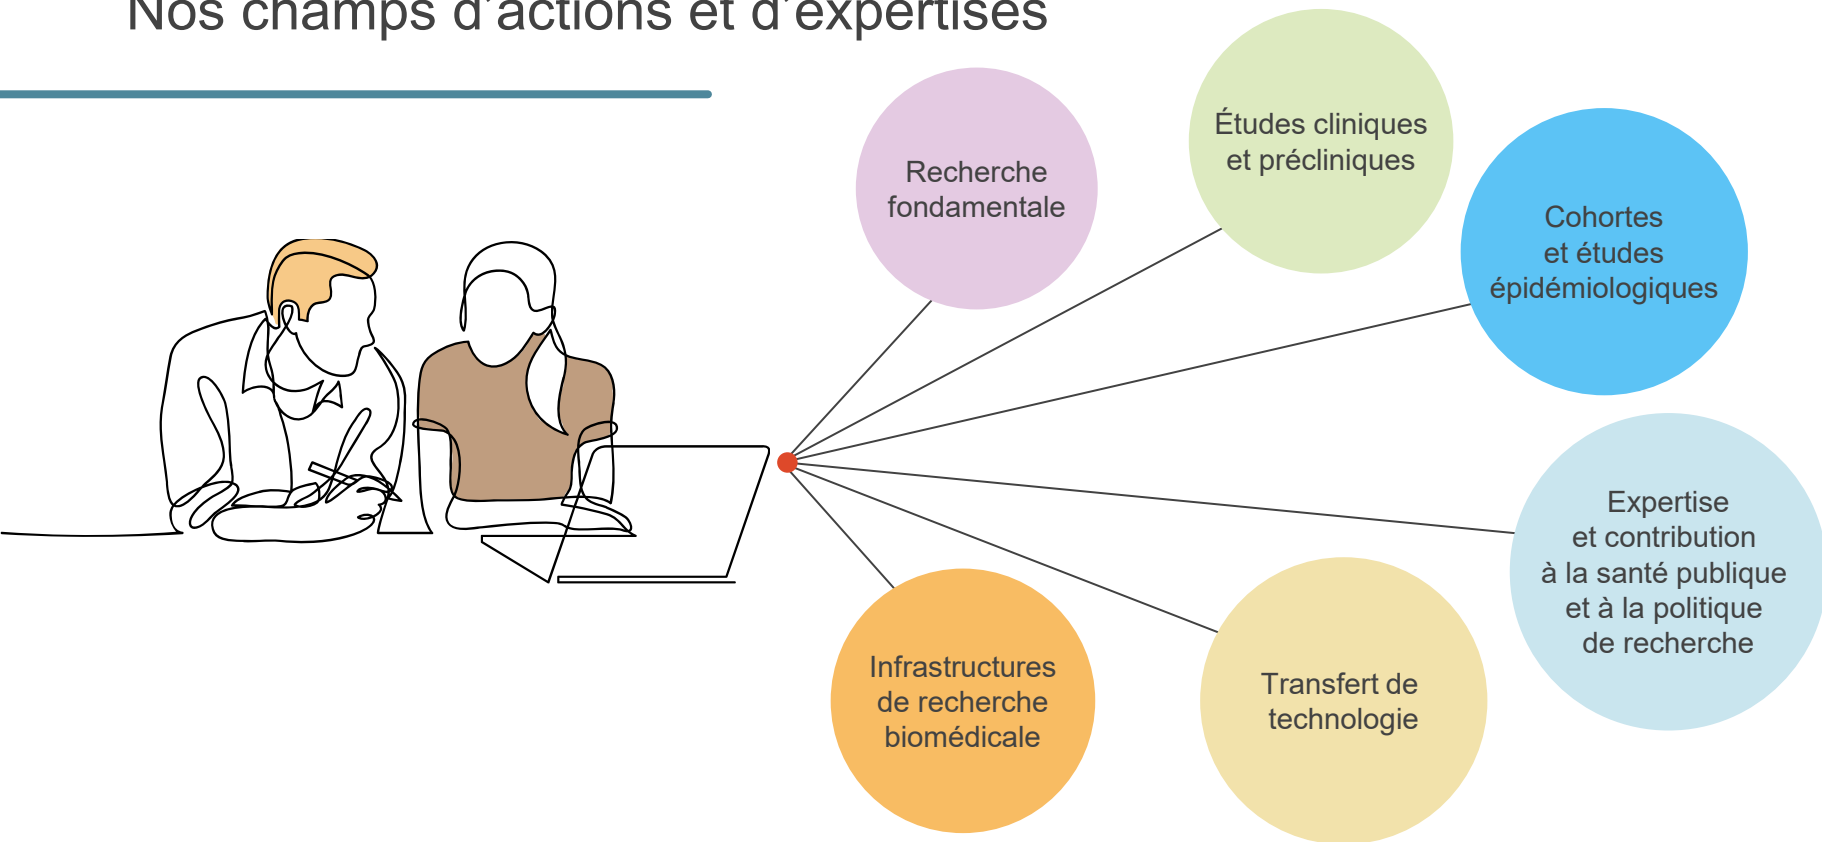 Nos champs d'actions et d'expertises
Recherche
fondamentale
Études cliniques
et précliniques
Cohortes
et études
épidémiologiques
Expertise
et contribution
à la santé publique
et à la politique
de recherche
Transfert de
technologie
Infrastructures
de recherche
biomédicale